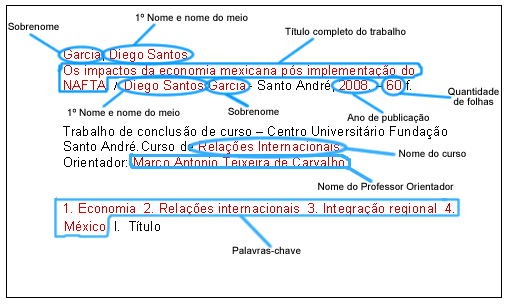 1º Nome e nome do meio
Sobrenome
Título completo do trabalho
Garcia, Diego Santos
Os impactos da economia mexicana pós implementação do
NAFTA / Diego Santos Garcia - Santo André, 2008. – 60 f.
1º Nome e nome do meio
Sobrenome
Ano de publicação
Quantidade
de folhas
Trabalho de conclusão de curso – Centro Universitário Fundação
Santo André. Curso de Relações Internacionais
Nome do curso
Orientador: Marco Antonio Teixeira de Carvalho
Nome do Professor Orientador
1. Economia 2. Relações internacionais 3. Integração regional 4.
México I. Título
Palavras-chave